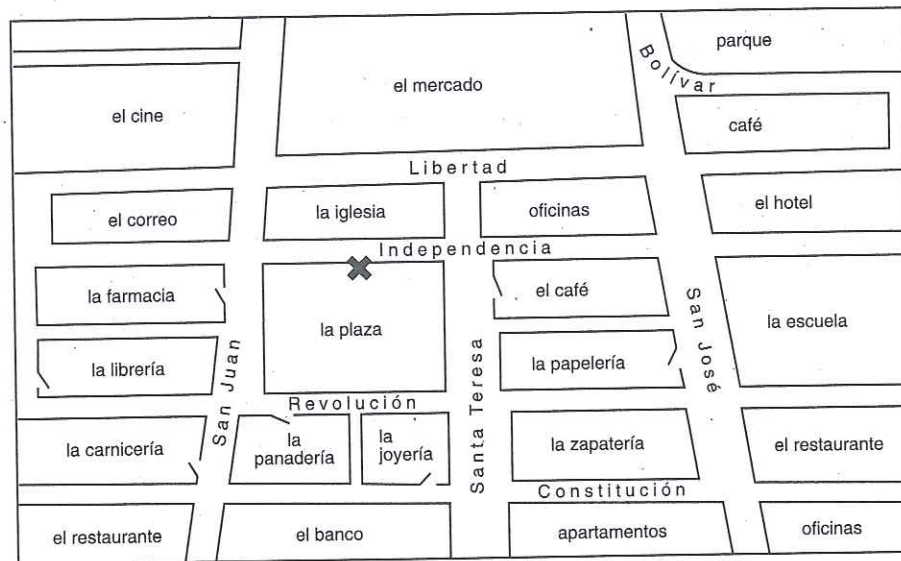 parque
Bolívar
el mercado
el cine
café
Libertad
el correo
la iglesia
oficinas
el hotel
Independencia
la farmacia
la plaza
el café
San José
la escuela
la librería
San Juan
Santa Teresa
la papelería
Revolución
la carnicería
la
panadería
la
joyería
la zapatería
el restaurante
Constitución
el restaurante
el banco
apartamentos
oficinas